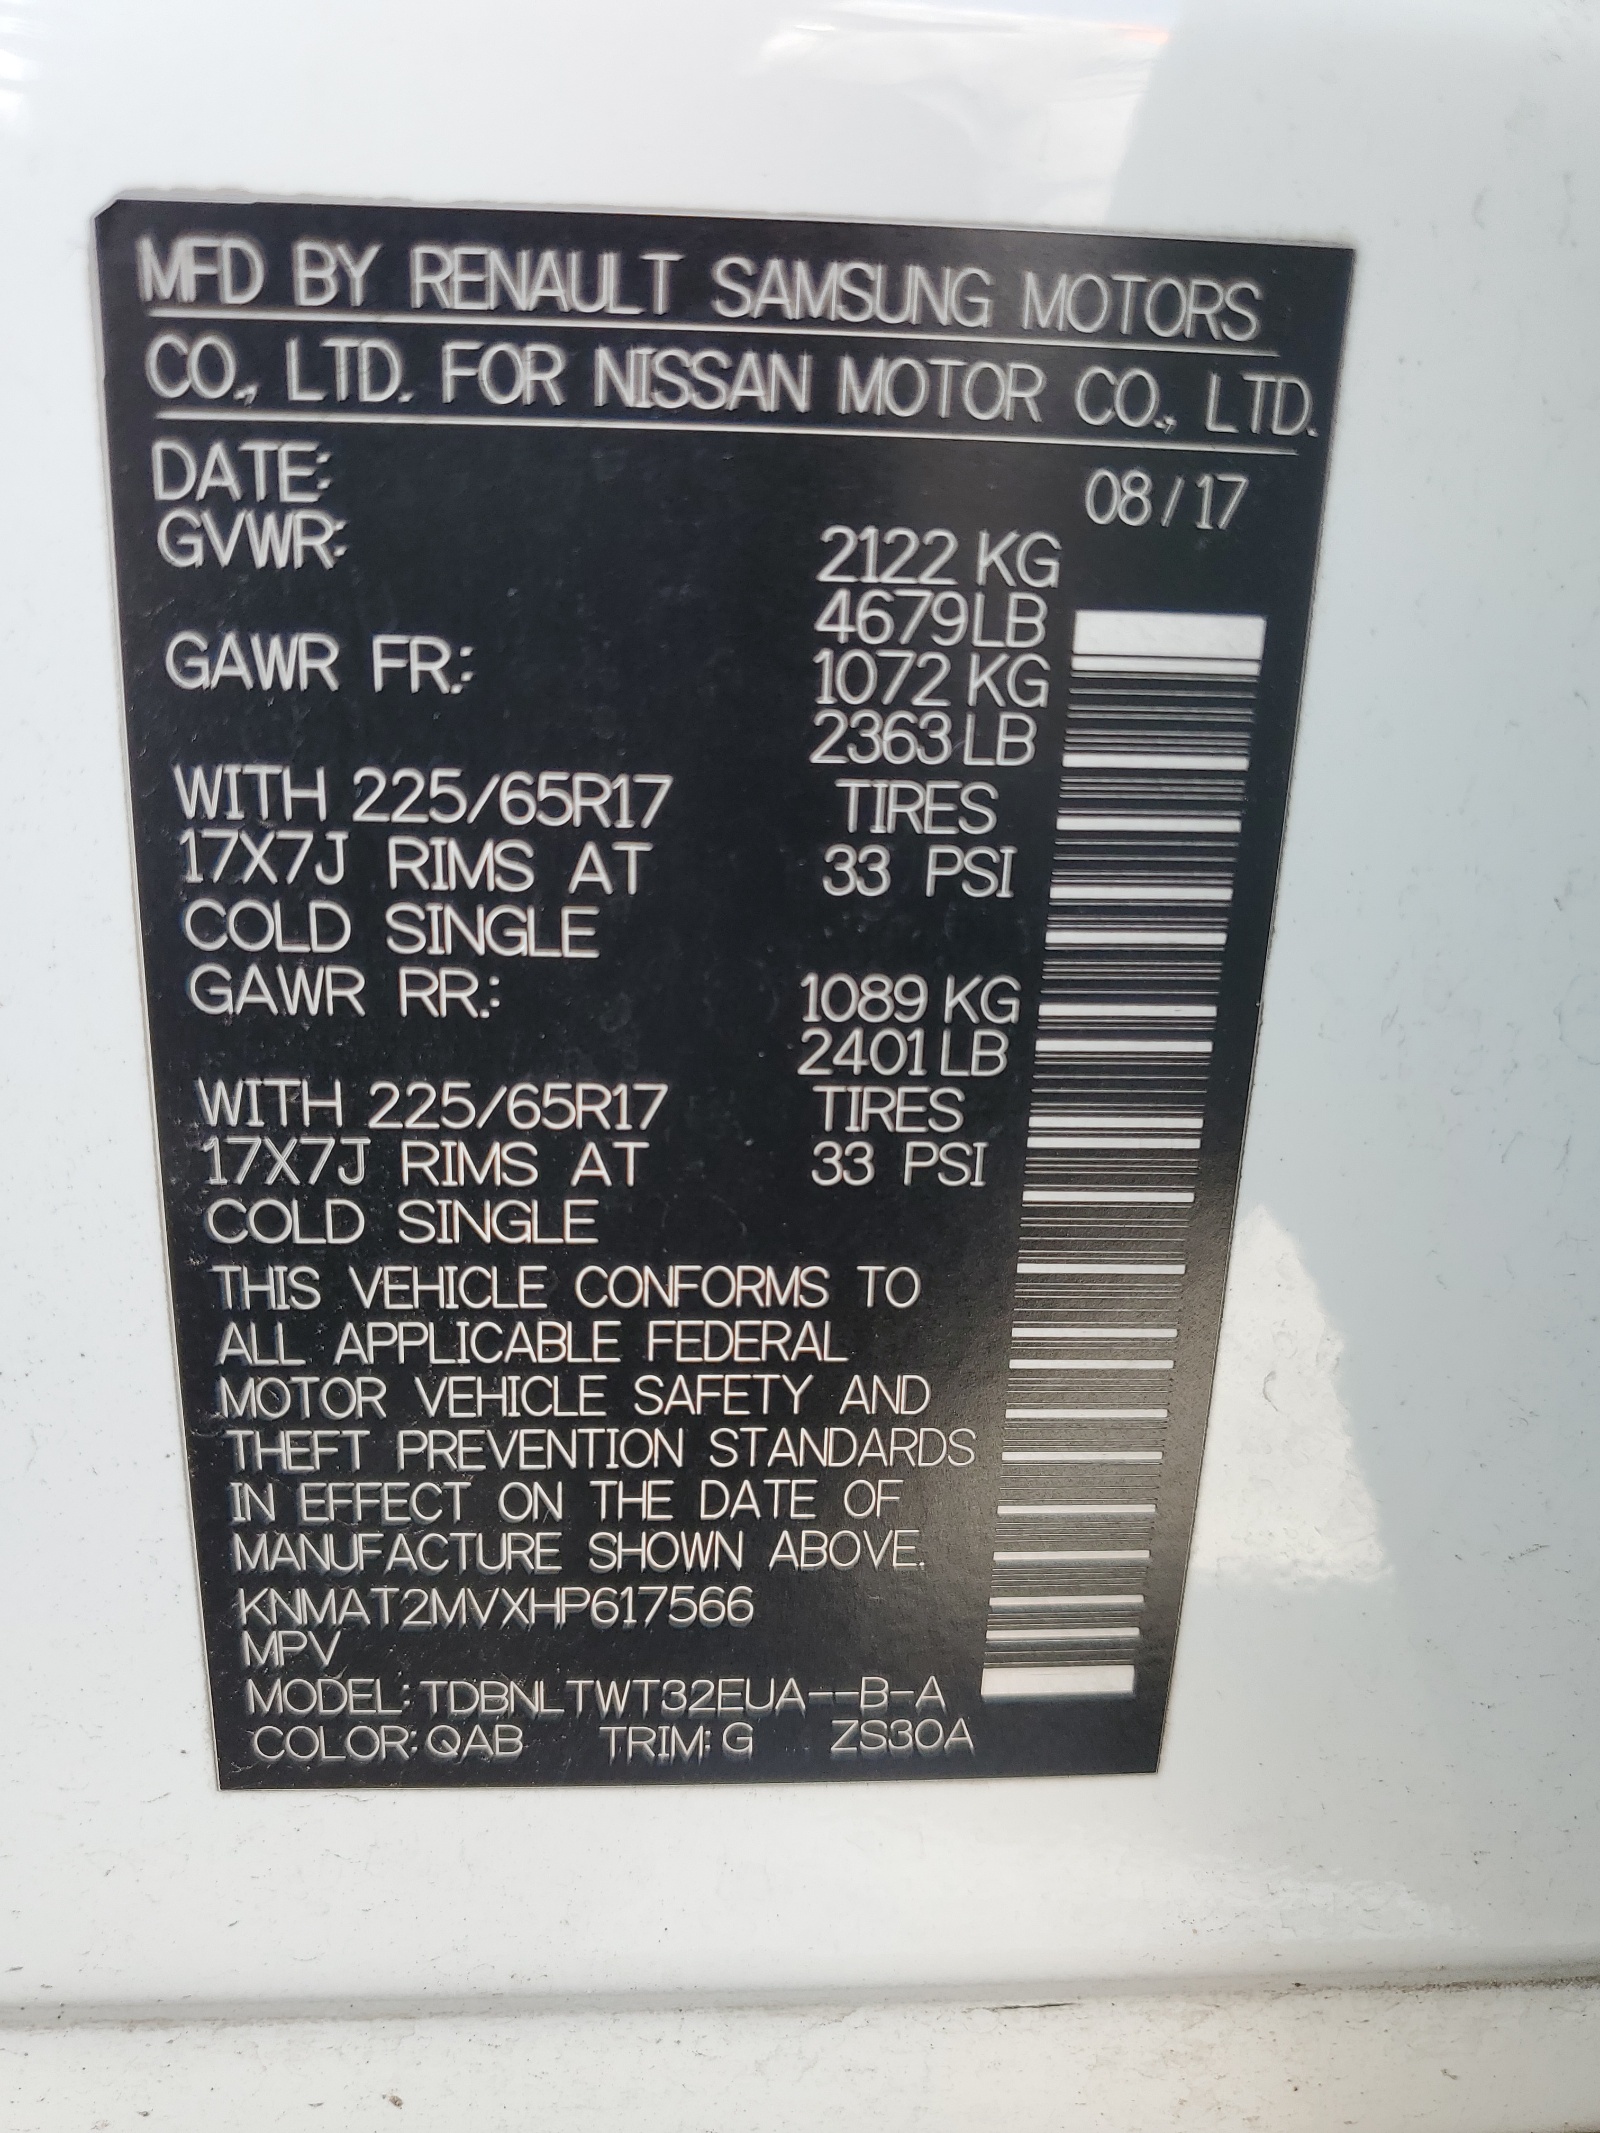 MFD BY RENAULT SAMSUNG MOTORS
CO., LTD. FOR NISSAN MOTOR CO., LTD.
DATE: 08/17
GVWR: 2122 KG
4679LB
GAWR FR.: 1072 KG
2363LB
WITH 225/65R17 TIRES
17X7J RIMS AT 33 PSI
COLD SINGLE
GAWR RR.: 1089 KG
2401LB
WITH 225/65R17 TIRES
17X7J RIMS AT 33 PSI
COLD SINGLE
THIS VEHICLE CONFORMS TO
ALL APPLICABLE FEDERAL
MOTOR VEHICLE SAFETY AND
THEFT PREVENTION STANDARDS
IN EFFECT ON THE DATE OF
MANUFACTURE SHOWN ABOVE.
KNMAT2MVXHP617566
MPV
MODEL: TDBNLTWT32EUA--B-A
COLOR: QAB TRIM: G ZS30A